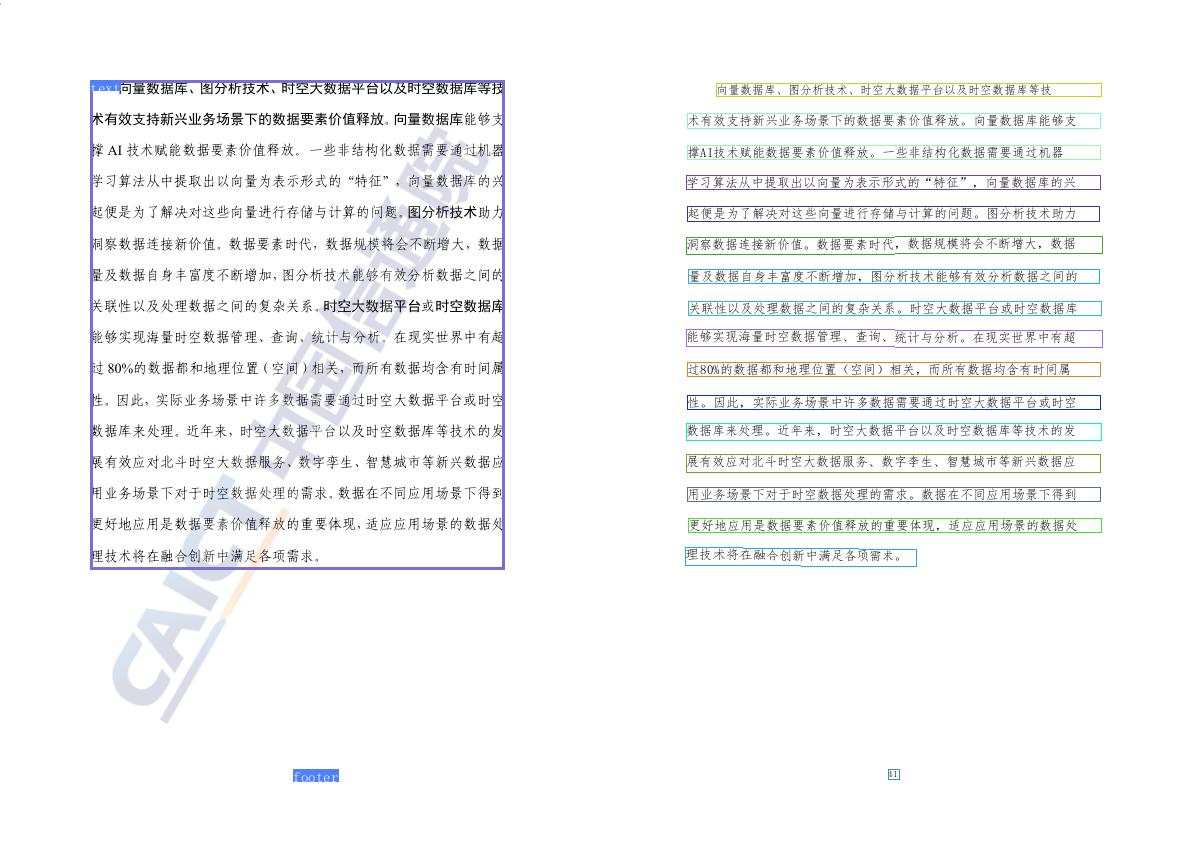 text向量数据库、图分析技术、时空大数据平台以及时空数据库等技
术有效支持新兴业务场景下的数据要素价值释放。向量数据库能够支
撑 AI 技术赋能数据要素价值释放。一些非结构化数据需要通过机器
学习算法从中提取出以向量为表示形式的“特征”，向量数据库的兴
起便是为了解决对这些向量进行存储与计算的问题。图分析技术助力
洞察数据连接新价值。数据要素时代，数据规模将会不断增大，数据
量及数据自身丰富度不断增加，图分析技术能够有效分析数据之间的
关联性以及处理数据之间的复杂关系。时空大数据平台或时空数据库
能够实现海量时空数据管理、查询、统计与分析。在现实世界中有超
过 80%的数据都和地理位置（空间）相关，而所有数据均含有时间属
性。因此，实际业务场景中许多数据需要通过时空大数据平台或时空
数据库来处理。近年来，时空大数据平台以及时空数据库等技术的发
展有效应对北斗时空大数据服务、数字孪生、智慧城市等新兴数据应
用业务场景下对于时空数据处理的需求。数据在不同应用场景下得到
更好地应用是数据要素价值释放的重要体现，适应应用场景的数据处
理技术将在融合创新中满足各项需求。
CAICT 中国信通院
footer
向量数据库、图分析技术、时空大数据平台以及时空数据库等技
术有效支持新兴业务场景下的数据要素价值释放。向量数据库能够支
撑AI技术赋能数据要素价值释放。一些非结构化数据需要通过机器
学习算法从中提取出以向量为表示形式的“特征”，向量数据库的兴
起便是为了解决对这些向量进行存储与计算的问题。图分析技术助力
洞察数据连接新价值。数据要素时代，数据规模将会不断增大，数据
量及数据自身丰富度不断增加，图分析技术能够有效分析数据之间的
关联性以及处理数据之间的复杂关系。时空大数据平台或时空数据库
能够实现海量时空数据管理、查询、统计与分析。在现实世界中有超
过80%的数据都和地理位置（空间）相关，而所有数据均含有时间属
性。因此，实际业务场景中许多数据需要通过时空大数据平台或时空
数据库来处理。近年来，时空大数据平台以及时空数据库等技术的发
展有效应对北斗时空大数据服务、数字孪生、智慧城市等新兴数据应
用业务场景下对于时空数据处理的需求。数据在不同应用场景下得到
更好地应用是数据要素价值释放的重要体现，适应应用场景的数据处
理技术将在融合创新中满足各项需求。